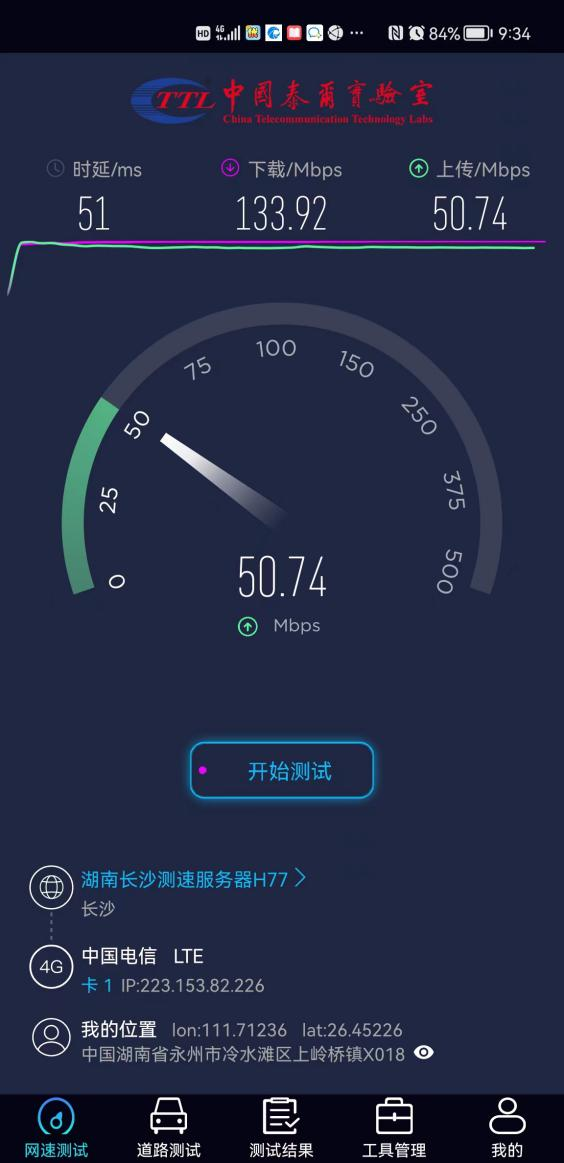 HD 4G 84% 9:34
TTL 中國泰爾實驗室
China Telecommunication Technology Labs
时延/ms 下载/Mbps 上传/Mbps
51 133.92 50.74
0 25 50 75 100 150 250 375 500
50.74
Mbps
开始测试
湖南长沙测速服务器H77
长沙
4G 中国电信 LTE
卡 1 IP:223.153.82.226
我的位置 lon:111.71236 lat:26.45226
中国湖南省永州市冷水滩区上岭桥镇X018
网速测试 道路测试 测试结果 工具管理 我的